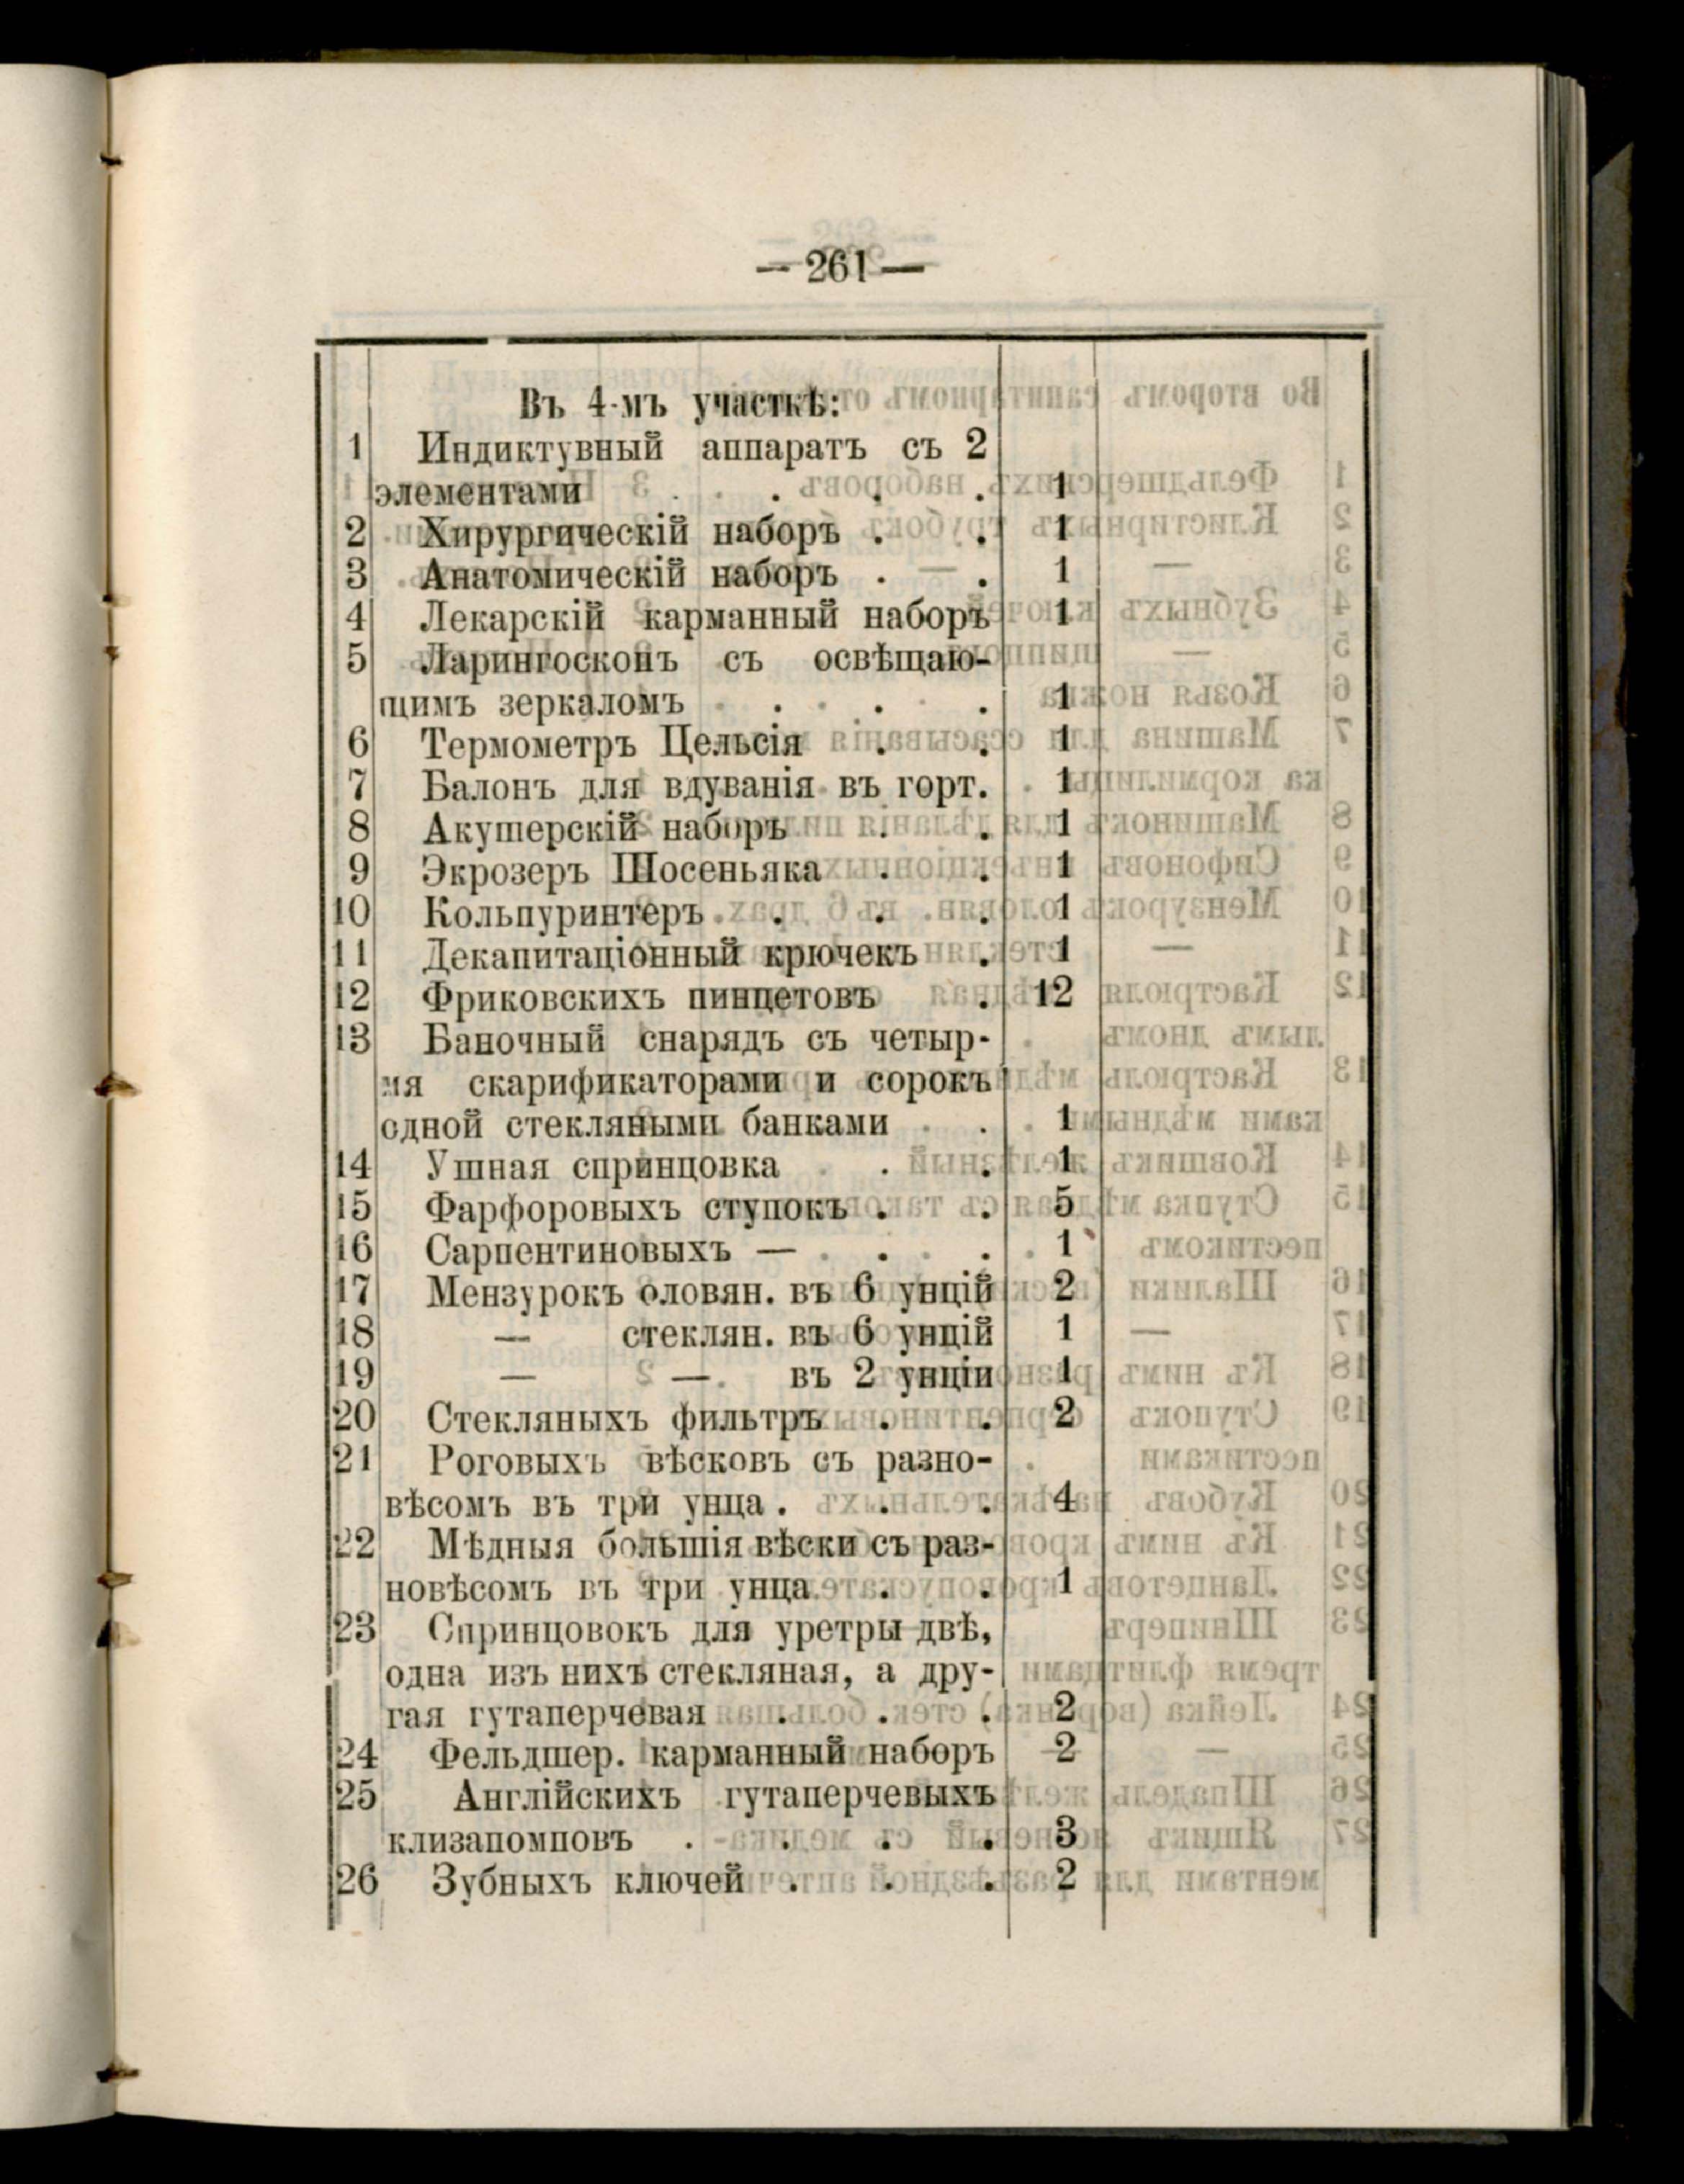 — 261 —
Въ 4-мъ участкѣ:
1 Индиктувный аппаратъ съ 2
элементами . . . 1
2 Хирургическій наборъ . . 1
3 Анатомическій наборъ . . 1
4 Лекарскій карманный наборъ 1
5 Ларингосконъ съ освѣщаю-
щимъ зеркаломъ . . . 1
6 Термометръ Цельсія . . 1
7 Балонъ для вдуванія въ горт. 1
8 Акушерскій наборъ . . 1
9 Экрозеръ Шосеньяка . . 1
10 Кольпуринтеръ . . . 1
11 Декапитаціонный крючекъ . 1
12 Фриковскихъ пинцетовъ . 12
13 Баночный снарядъ съ четыр-
мя скарификаторами и сорокъ
одной стекляными банками . 1
14 Ушная спринцовка . . 1
15 Фарфоровыхъ ступокъ . . 5
16 Сарпентиновыхъ — . . 1
17 Мензурокъ оловян. въ 6 унцій 2
18 — стеклян. въ 6 унцій 1
19 — — въ 2 унціи 1
20 Стекляныхъ фильтръ . . 2
21 Роговыхъ вѣсковъ съ разно-
вѣсомъ въ три унца . . . 4
22 Мѣдныя большія вѣски съ раз-
новѣсомъ въ три унца . . 1
23 Спринцовокъ для уретры двѣ,
одна изъ нихъ стекляная, а дру-
гая гутаперчевая . . . 2
24 Фельдшер. карманный наборъ 2
25 Англійскихъ гутаперчевыхъ
клизапомповъ . . . . 3
26 Зубныхъ ключей . . . 2